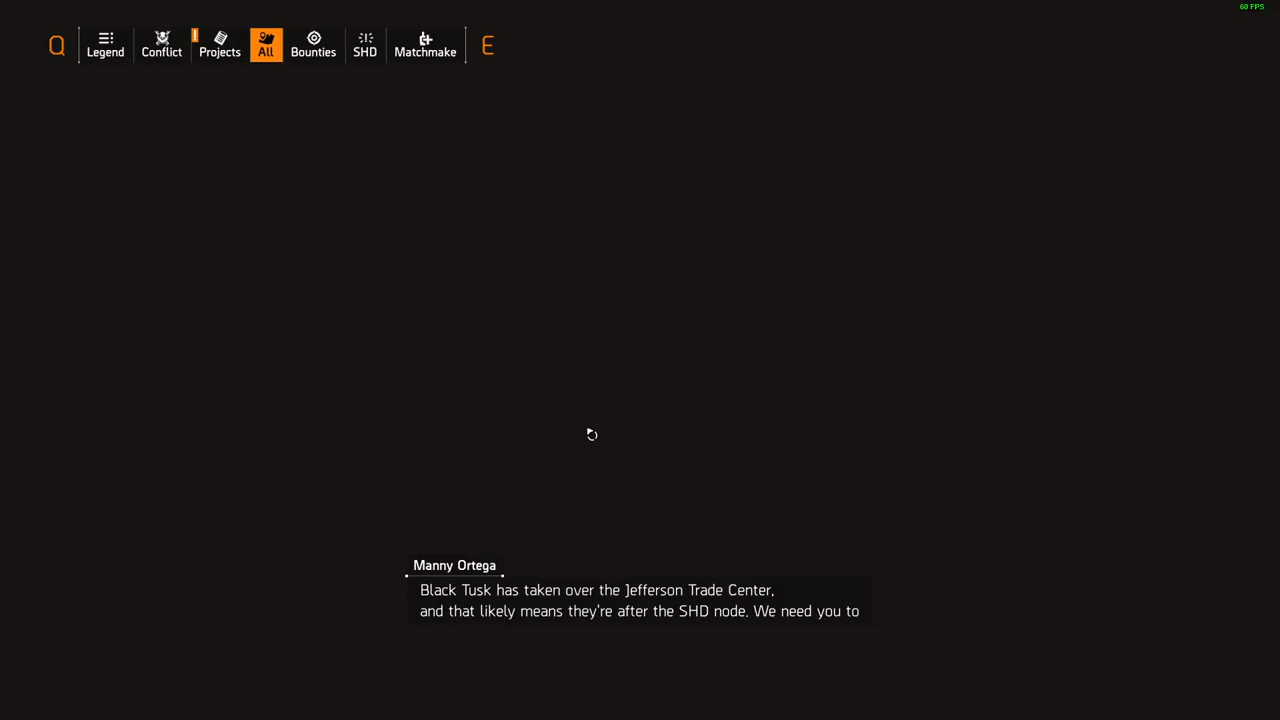 60 FPS
Q Legend Conflict Projects All Bounties SHD Matchmake E
Manny Ortega
Black Tusk has taken over the Jefferson Trade Center,
and that likely means they're after the SHD node. We need you to